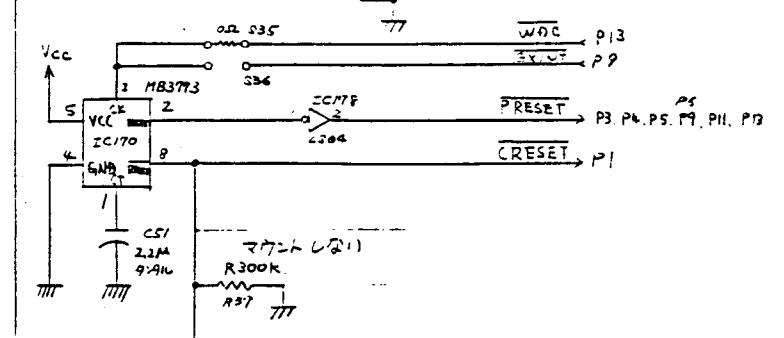 0Ω S35
WDC
P13
P9
S36
Vcc
3
MB3793
CK
5
VCC
2
IC170
IC178
2
LS04
PRESET
P3, P4, P5, P9, P11, P13
P5
4
GND
8
CRESET
P1
1
C51
2.2μ
マウントしない
R300K
R37